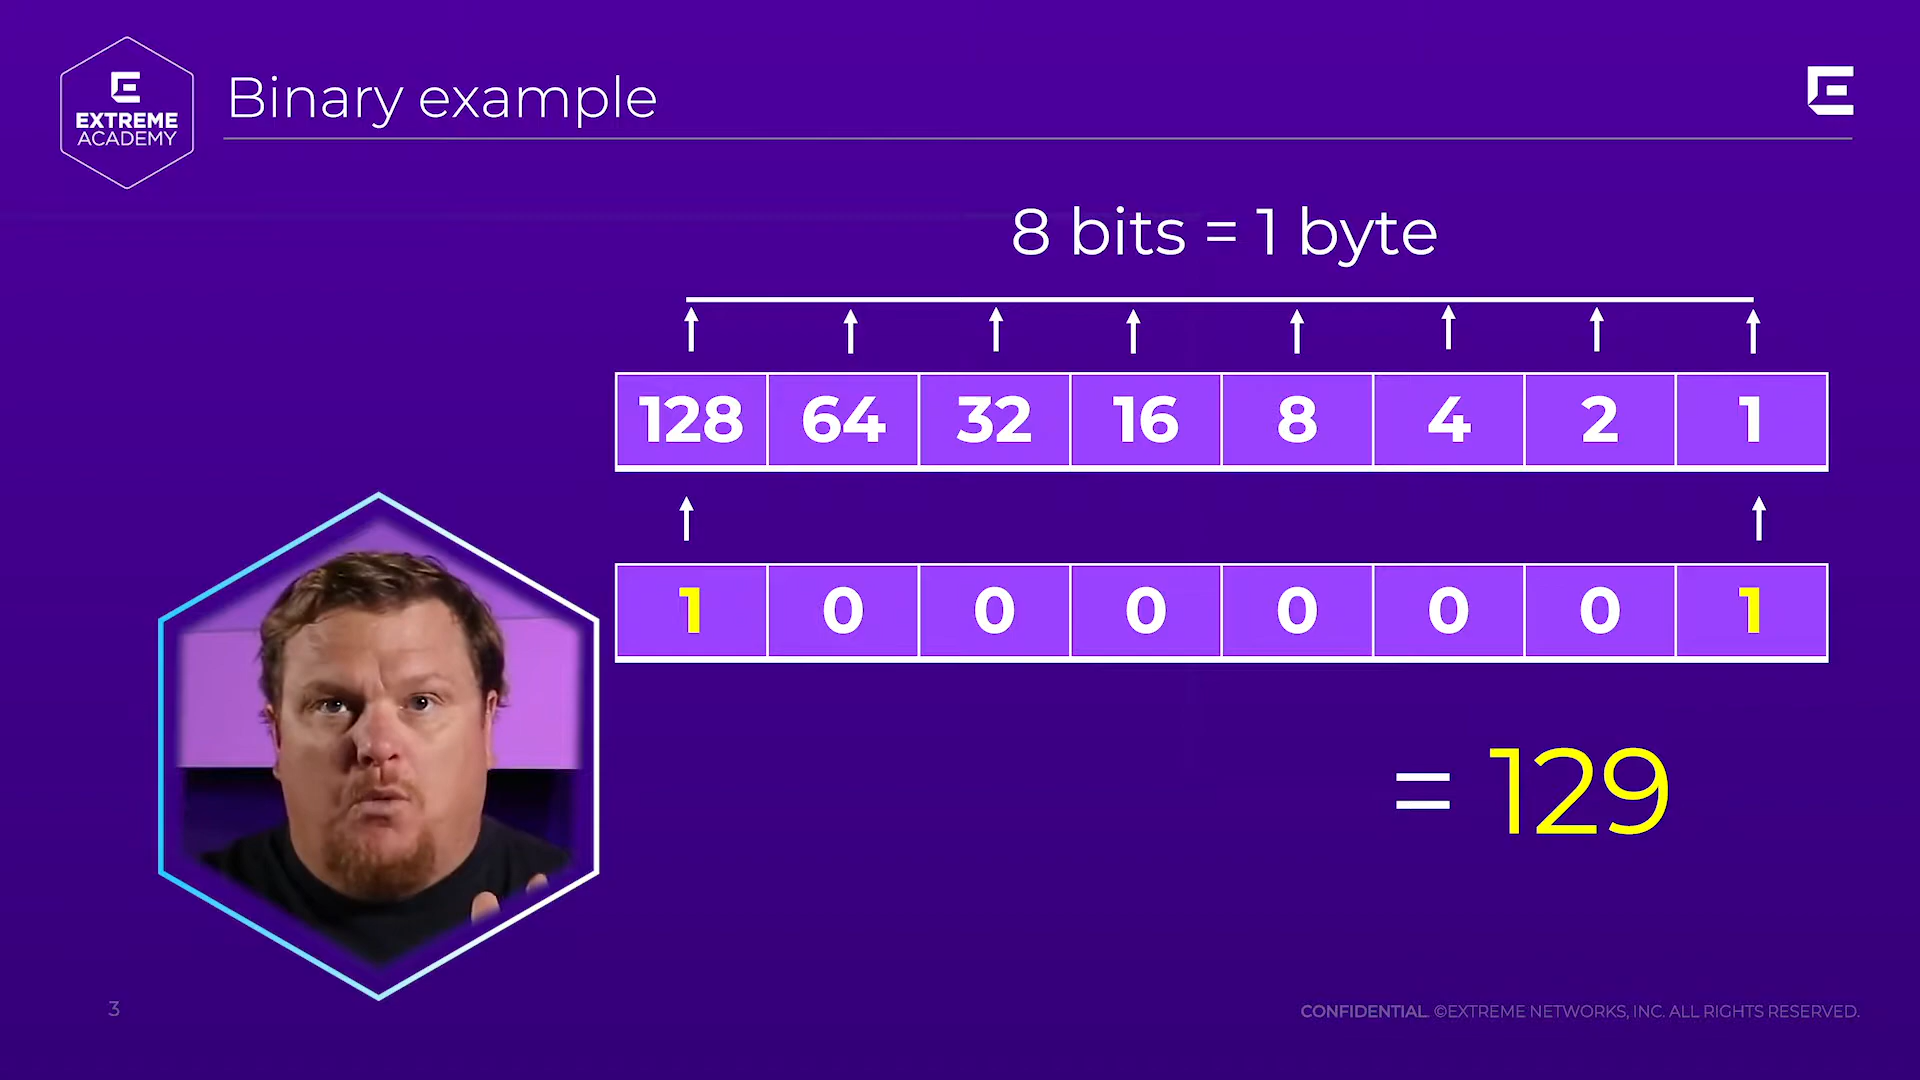 EXTREME
ACADEMY
Binary example
8 bits = 1 byte
128 64 32 16 8 4 2 1
1 0 0 0 0 0 0 1
= 129
3
CONFIDENTIAL. ©EXTREME NETWORKS, INC. ALL RIGHTS RESERVED.